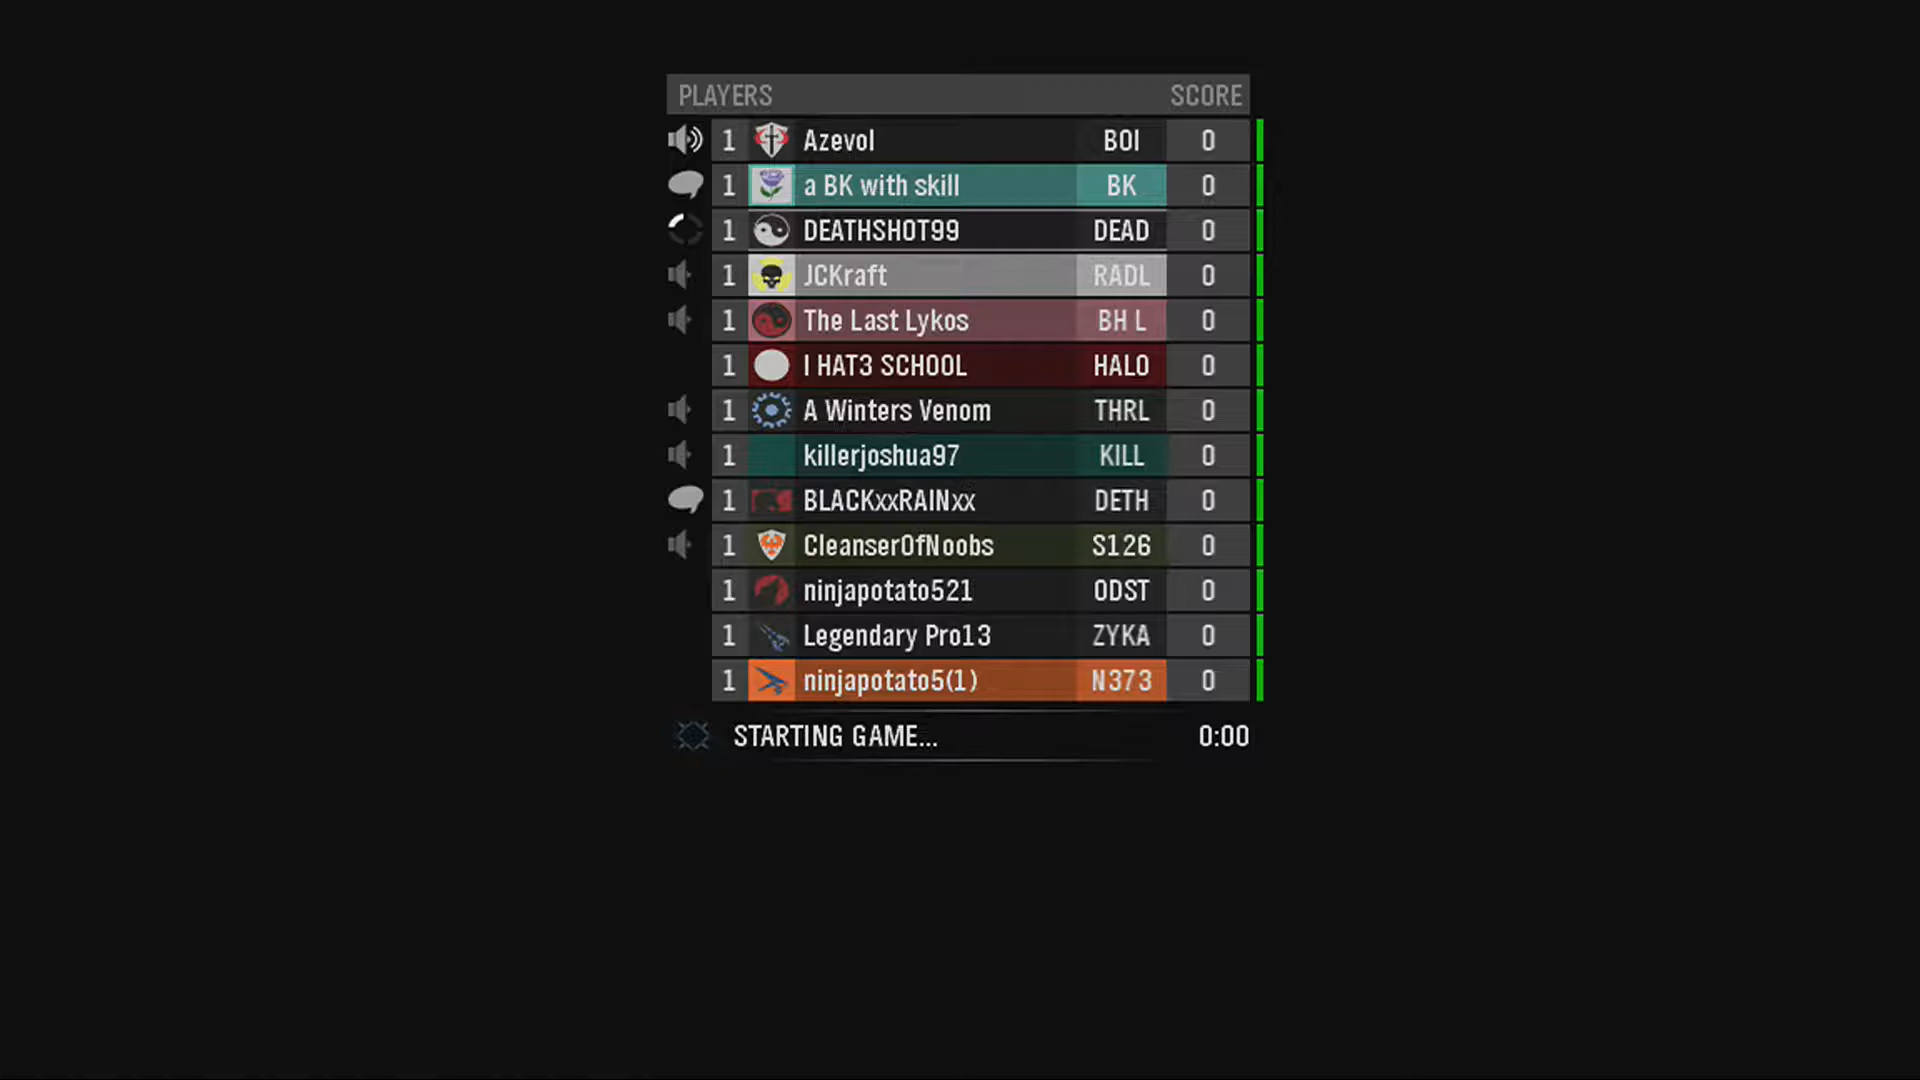 PLAYERS SCORE
1 Azevol BOI 0
1 a BK with skill BK 0
1 DEATHSHOT99 DEAD 0
1 JCKraft RADL 0
1 The Last Lykos BH L 0
1 I HAT3 SCHOOL HALO 0
1 A Winters Venom THRL 0
1 killerjoshua97 KILL 0
1 BLACKxxRAINxx DETH 0
1 CleanserOfNoobs S126 0
1 ninjapotato521 ODST 0
1 Legendary Pro13 ZYKA 0
1 ninjapotato5(1) N373 0
STARTING GAME... 0:00